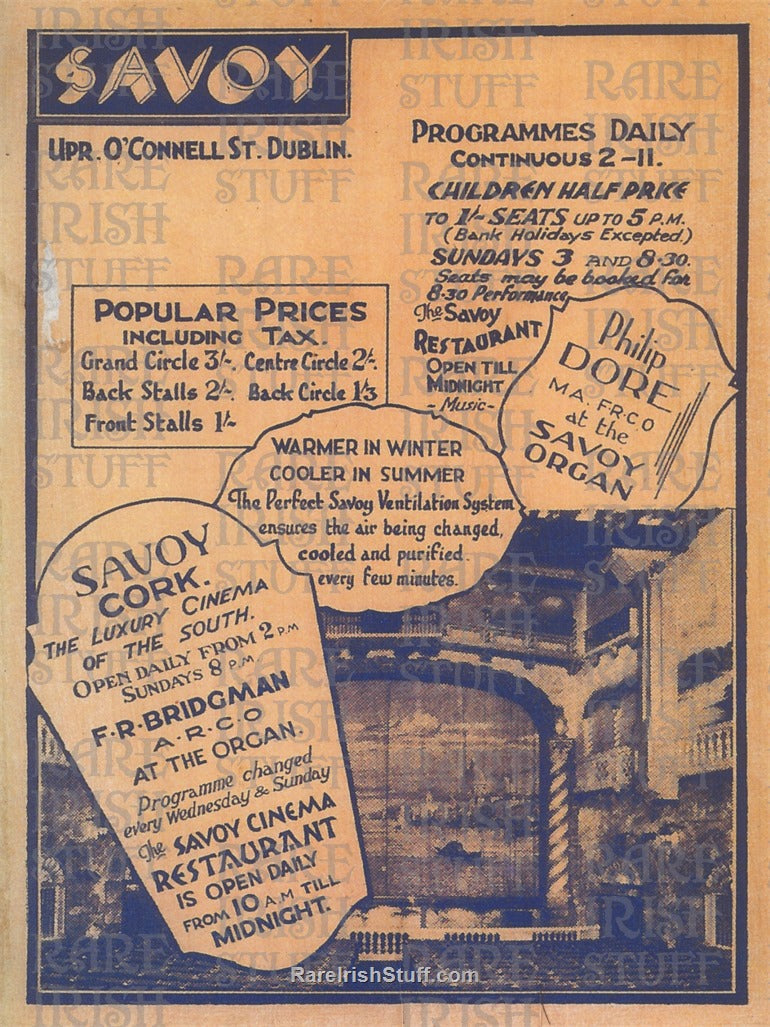 SAVOY
UPR. O'CONNELL ST. DUBLIN.
PROGRAMMES DAILY
CONTINUOUS 2-11.
CHILDREN HALF PRICE
TO 1/- SEATS UP TO 5 P.M.
(Bank Holidays Excepted.)
SUNDAYS 3 AND 8·30.
Seats may be booked for
8·30 Performance
The Savoy
RESTAURANT
OPEN TILL
MIDNIGHT
-Music-
POPULAR PRICES
INCLUDING TAX.
Grand Circle 3/-. Centre Circle 2/-.
Back Stalls 2/-. Back Circle 1/3
Front Stalls 1/-
Philip
DORE
M.A., F.R.C.O
at the
SAVOY
ORGAN
WARMER IN WINTER
COOLER IN SUMMER
The Perfect Savoy Ventilation System
ensures the air being changed,
cooled and purified.
every few minutes.
SAVOY
CORK.
THE LUXURY CINEMA
OF THE SOUTH.
OPEN DAILY FROM 2 P.M
SUNDAYS 8 P.M
F·R·BRIDGMAN
A·R·C·O
AT THE ORGAN.
Programme changed
every Wednesday & Sunday
The SAVOY CINEMA
RESTAURANT
IS OPEN DAILY
FROM 10 A.M TILL
MIDNIGHT.
RARE IRISH STUFF
RareIrishStuff.com